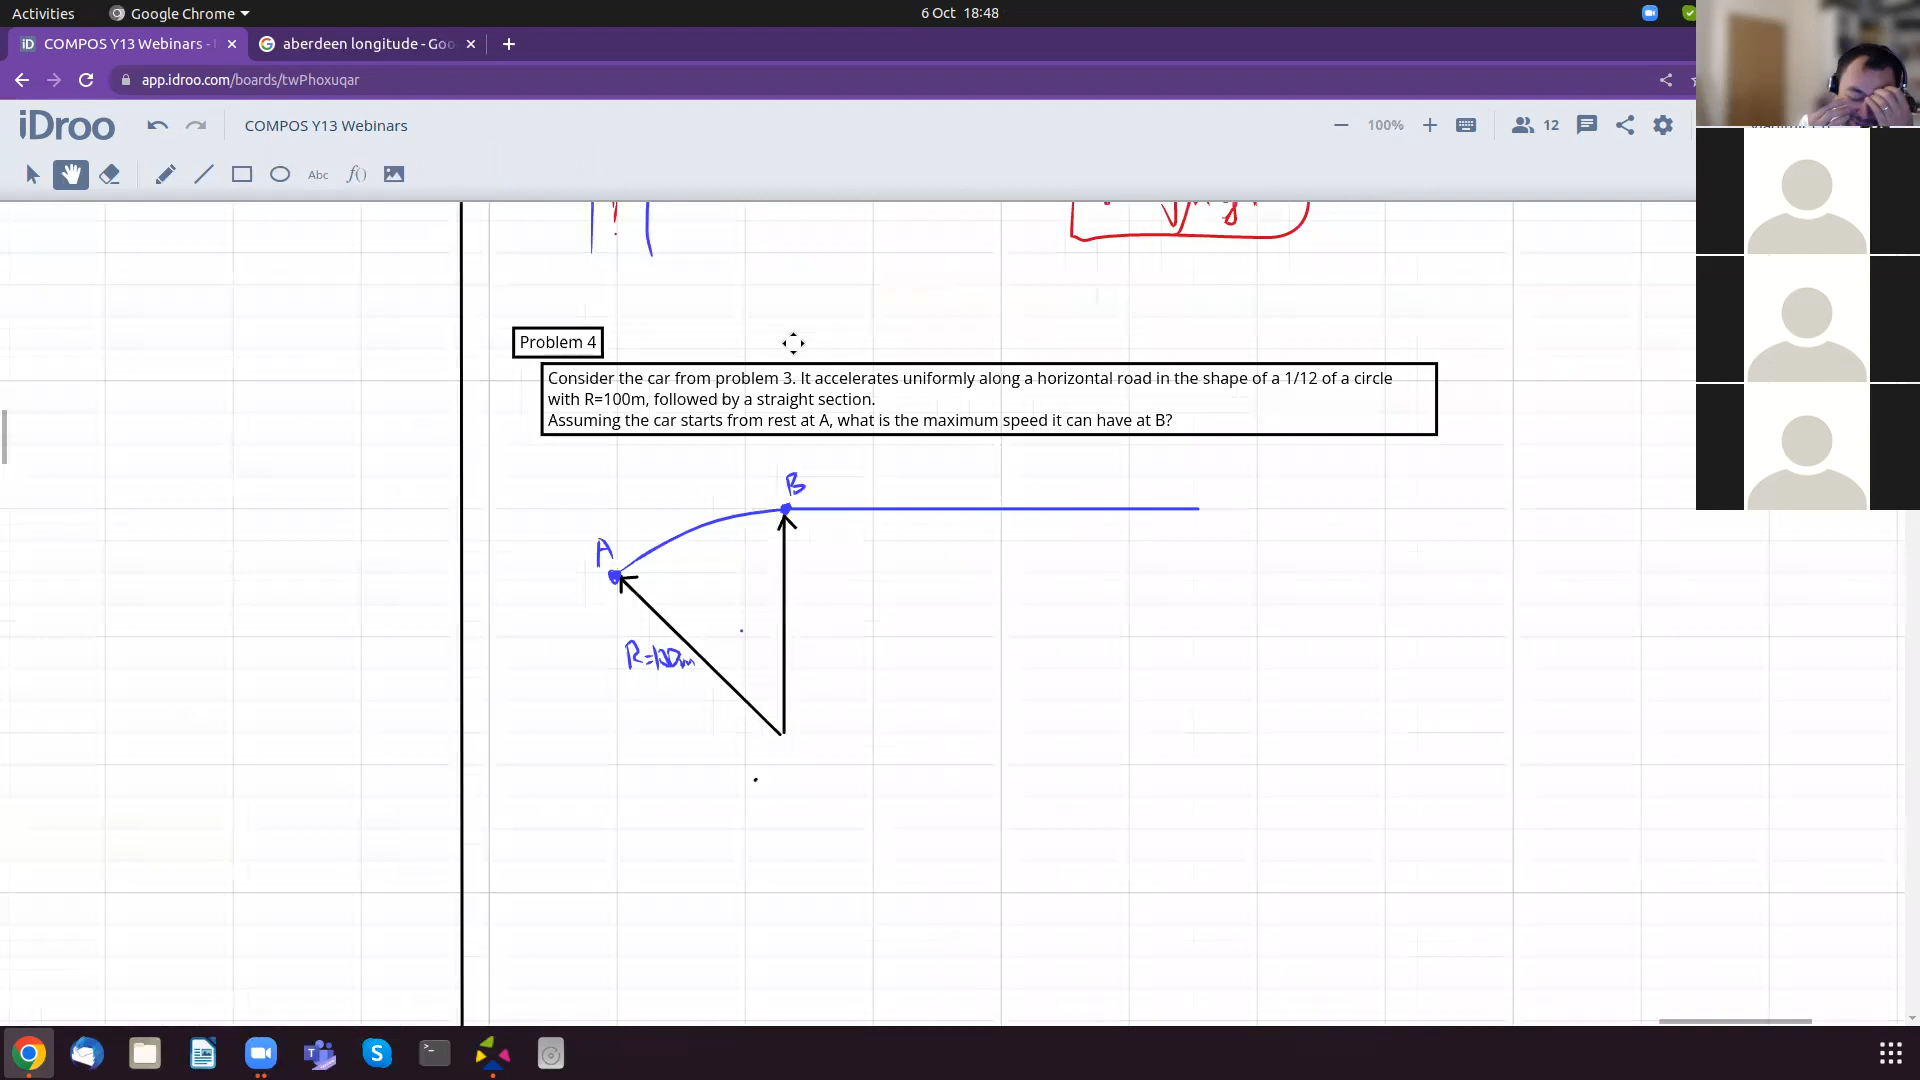 Activities
Google Chrome
6 Oct 18:48
iD COMPOS Y13 Webinars -
aberdeen longitude - Goo
app.idroo.com/boards/twPhoxuqar
iDroo
COMPOS Y13 Webinars
100%
12
Abc
f()
Problem 4
Consider the car from problem 3. It accelerates uniformly along a horizontal road in the shape of a 1/12 of a circle
with R=100m, followed by a straight section.
Assuming the car starts from rest at A, what is the maximum speed it can have at B?
B
A
R=100m